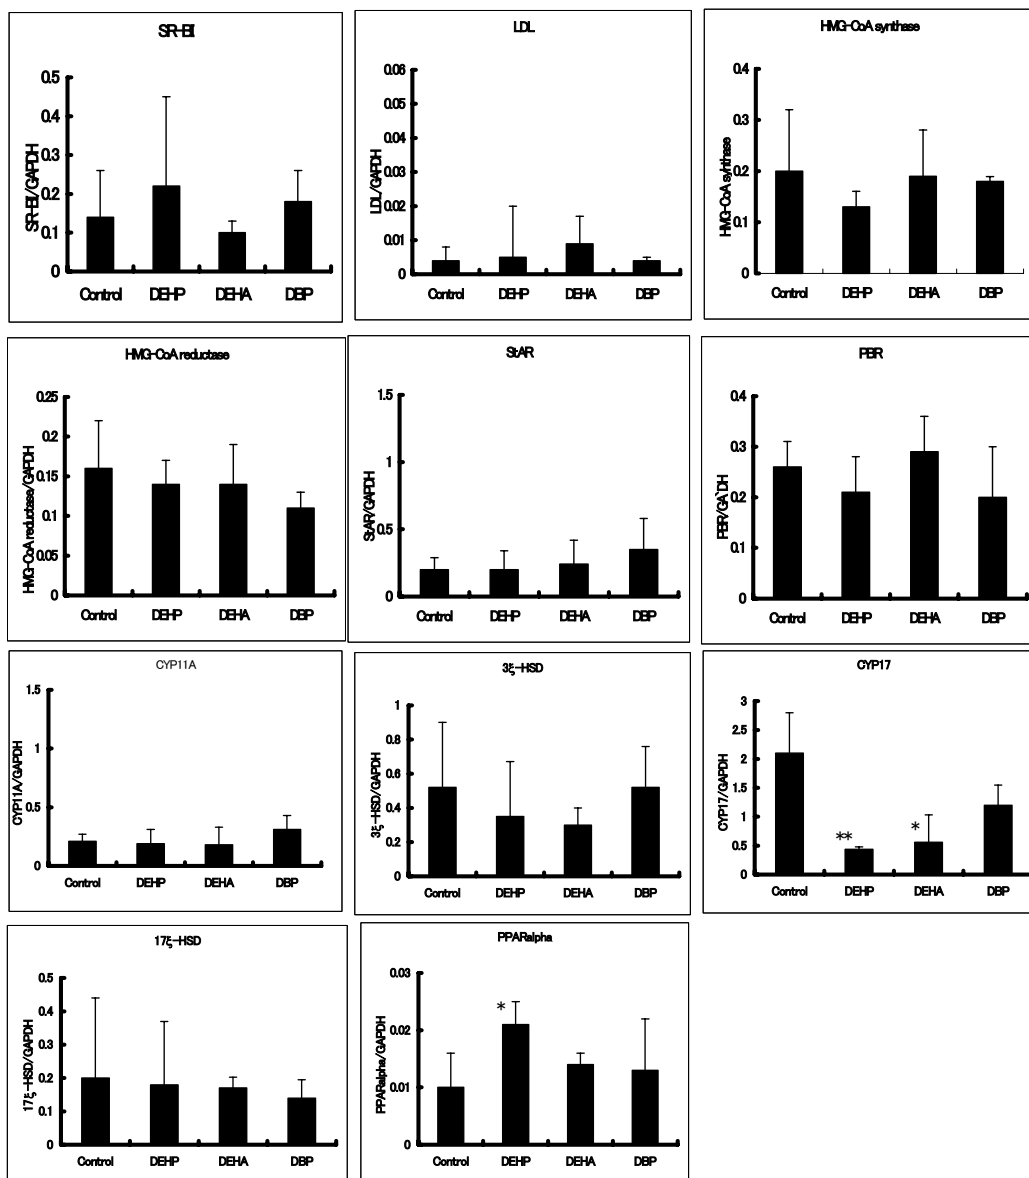 SR-BI
0.5
0.4
0.3
0.2
0.1
0
SR-BI/GAPDH
Control DEHP DEHA DBP
LDL
0.06
0.05
0.04
0.03
0.02
0.01
0
LDL/GAPDH
Control DEHP DEHA DBP
HMG-CoA synthase
0.4
0.3
0.2
0.1
0
HMG-CoA synthase
Control DEHP DEHA DBP
HMG-CoA reductase
0.25
0.2
0.15
0.1
0.05
0
HMG-CoA reductase/GAPDH
Control DEHP DEHA DBP
StAR
1.5
1
0.5
0
StAR/GAPDH
Control DEHP DEHA DBP
PBR
0.4
0.3
0.2
0.1
0
PBR/GA`DH
Control DEHP DEHA DBP
CYP11A
1.5
1
0.5
0
CYP11A/GAPDH
Control DEHP DEHA DBP
3ξ-HSD
1
0.8
0.6
0.4
0.2
0
3ξ-HSD/GAPDH
Control DEHP DEHA DBP
CYP17
3
2.5
2
1.5
1
0.5
0
CYP17/GAPDH
** *
Control DEHP DEHA DBP
17ξ-HSD
0.5
0.4
0.3
0.2
0.1
0
17ξ-HSD/GAPDH
Control DEHP DEHA DBP
PPARalpha
0.03
0.02
0.01
0
PPARalpha/GAPDH
*
Control DEHP DEHA DBP